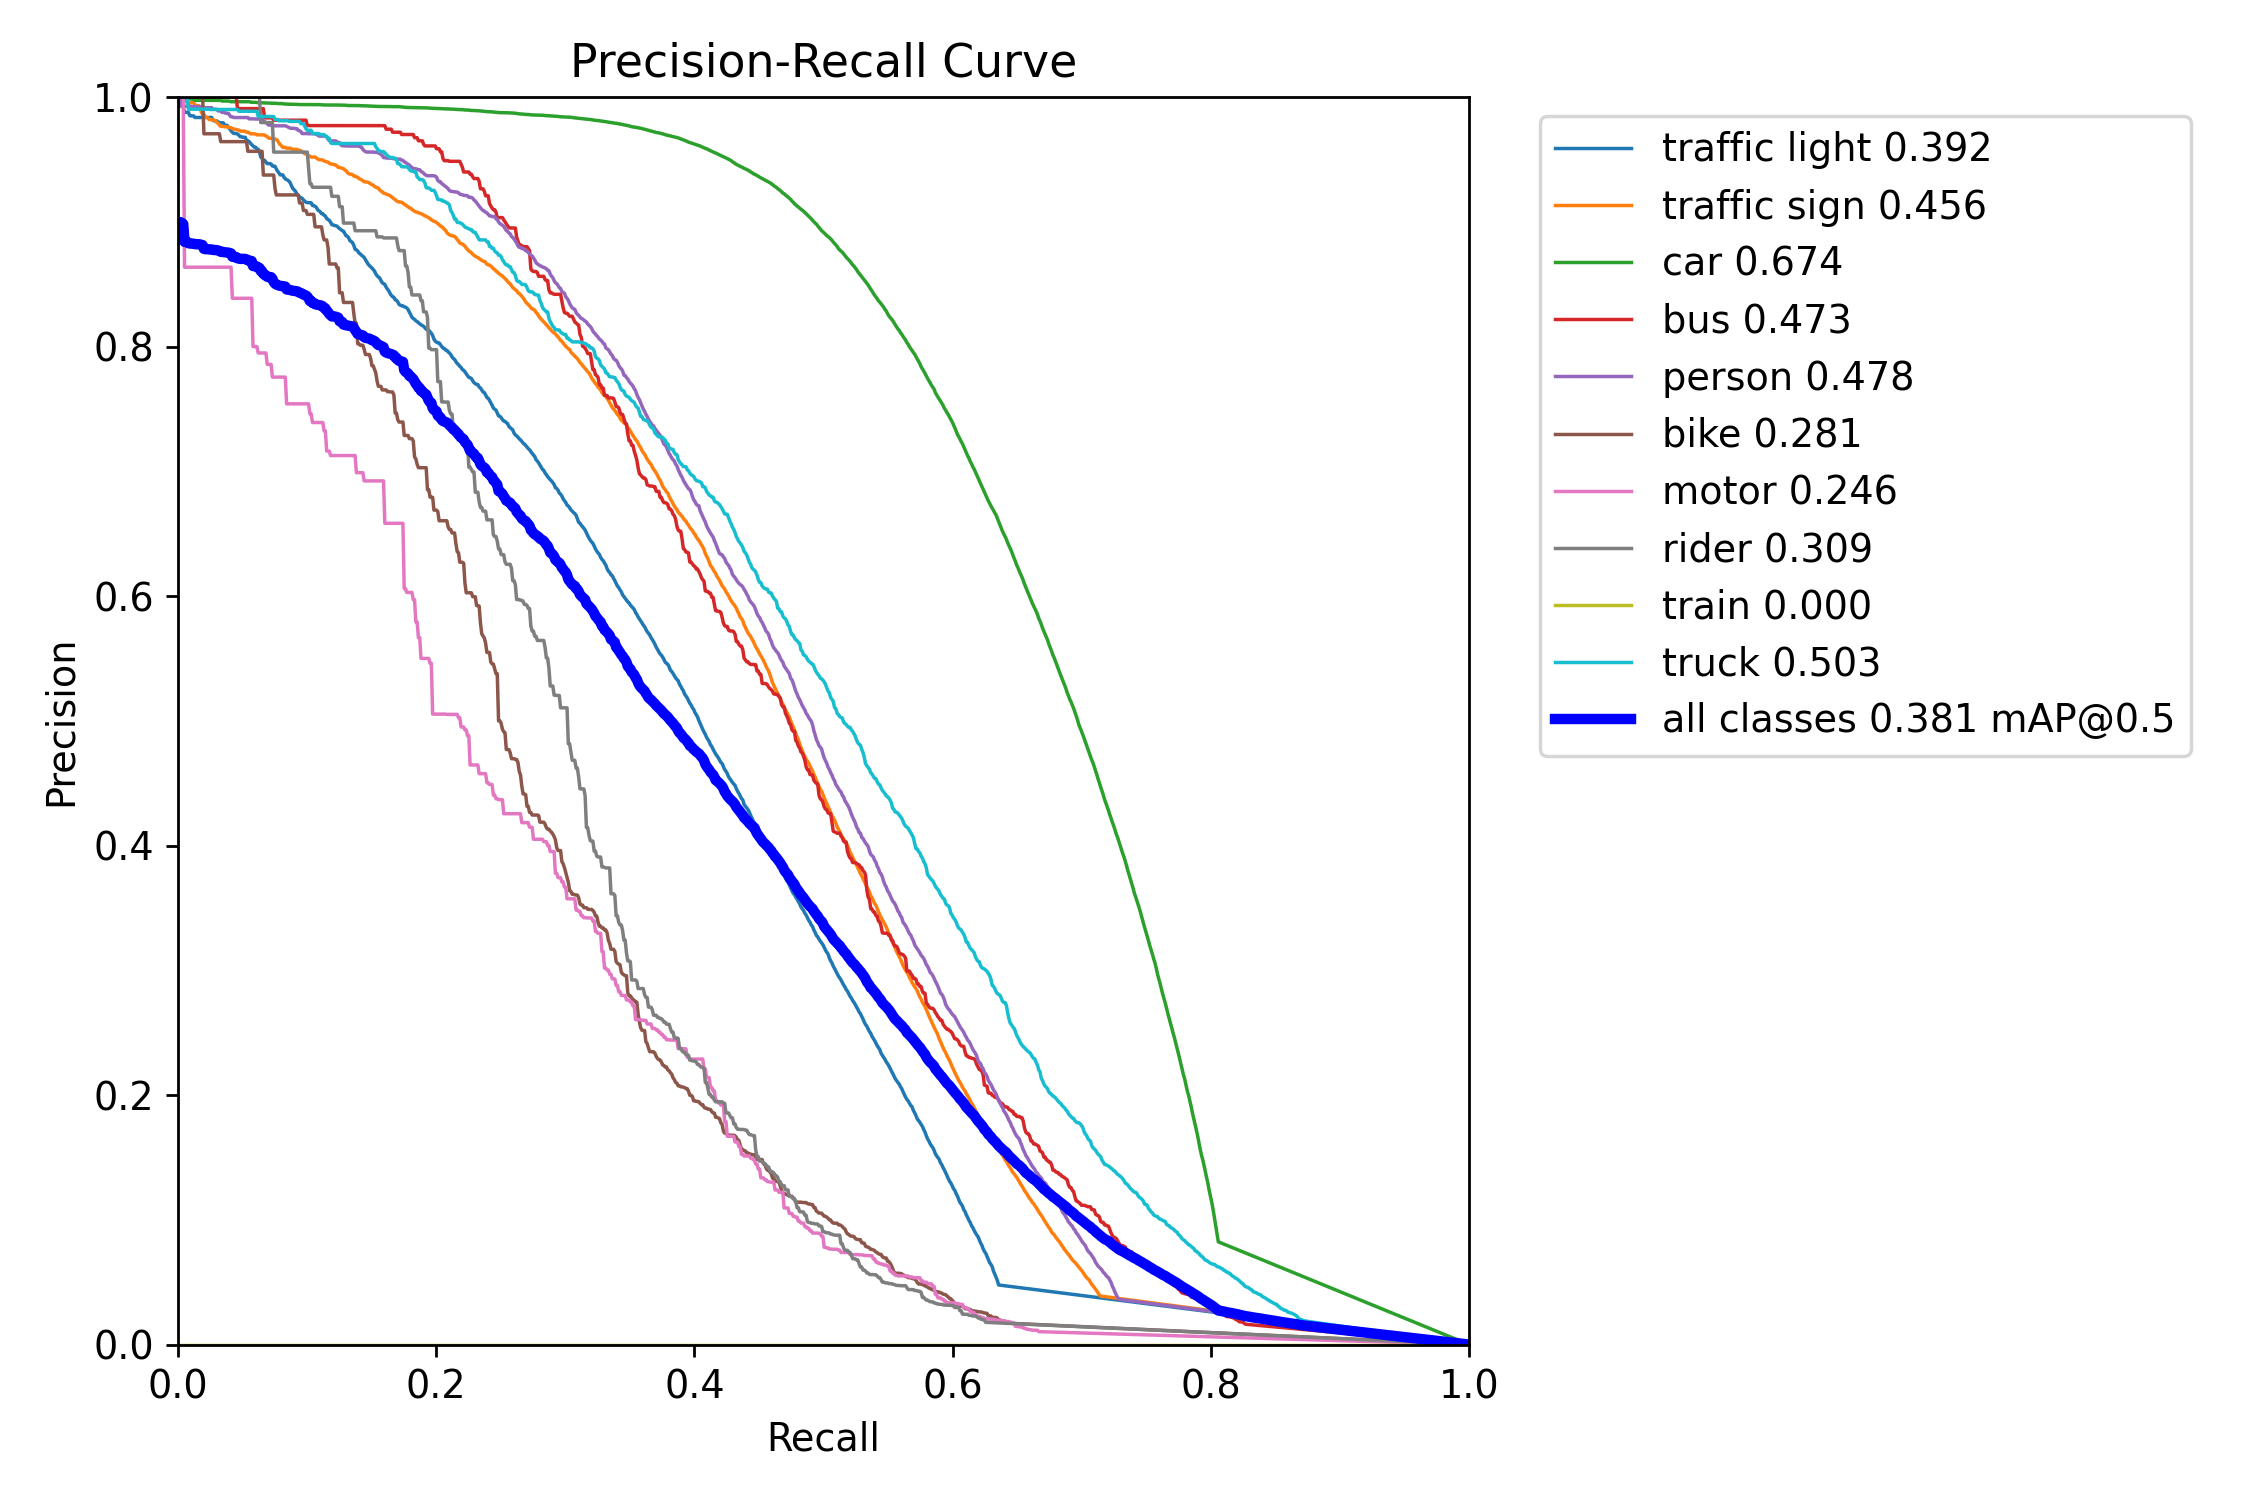 Precision-Recall Curve
1.0
0.8
0.6
0.4
0.2
0.0
Precision
0.0 0.2 0.4 0.6 0.8 1.0
Recall
traffic light 0.392
traffic sign 0.456
car 0.674
bus 0.473
person 0.478
bike 0.281
motor 0.246
rider 0.309
train 0.000
truck 0.503
all classes 0.381 mAP@0.5